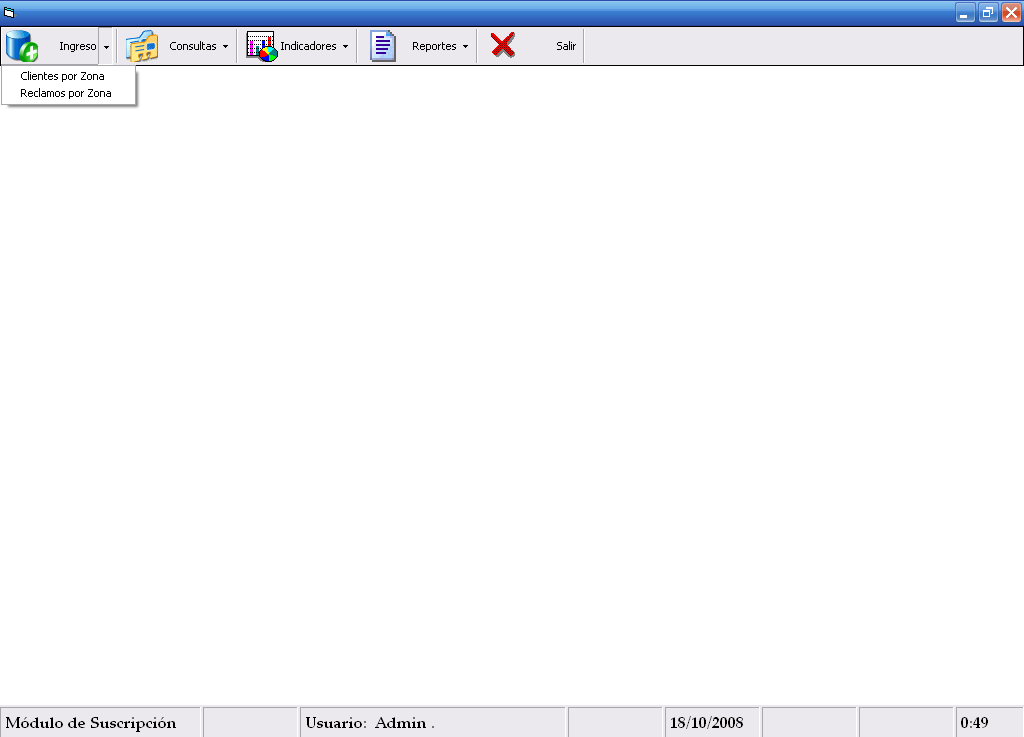 Ingreso Consultas Indicadores Reportes Salir
Clientes por Zona
Reclamos por Zona
Módulo de Suscripción Usuario: Admin . 18/10/2008 0:49